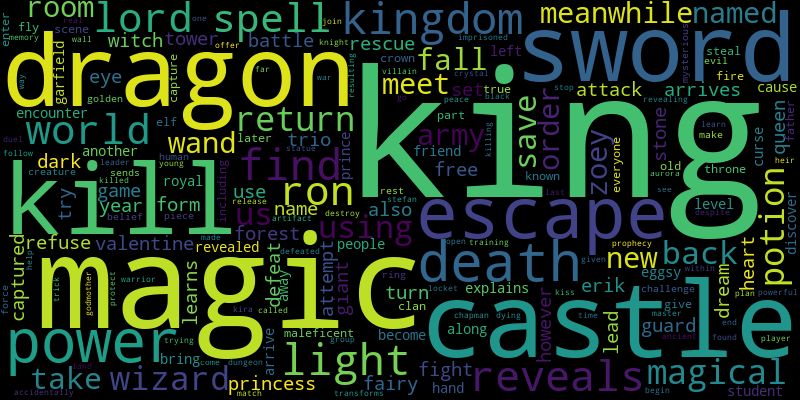 room lord spell kingdom meanwhile named
enter fly one witch tower battle rescue join offer knight left mysterious steal evil
memory wall real scene garfield capture crown villain imprisoned
dragon sword
way eye golden far war resulting fall meet set true attack fire arrives cause
encounter elf later return crystal peace stop black revealing
world wand trio prince army part save order zoey stone learn make queen father
duel another dark human young statue friend killing everyone curse discover
king
follow leader sends killed find ron rest known free old throne heir
creature royal including stefan aurora see
kill game use us using also escape last level despite potion
try year form belief piece name destroy artifact
refuse valentine forest release people open training prophecy given new back heart
captured help revealed made defeat defeated death within
magic attempt away giant ring locket kiss eggsy dream powerful
force trick godmother protect warrior learns kira called turn explains erik challenge plan
clan dying time master give castle
power trying maleficent become chapman along however lead guard end found player
light arrive group fight hand ancient
bring come dungeon
take wizard princess fairy reveals magical
accidentally land match transforms begin student